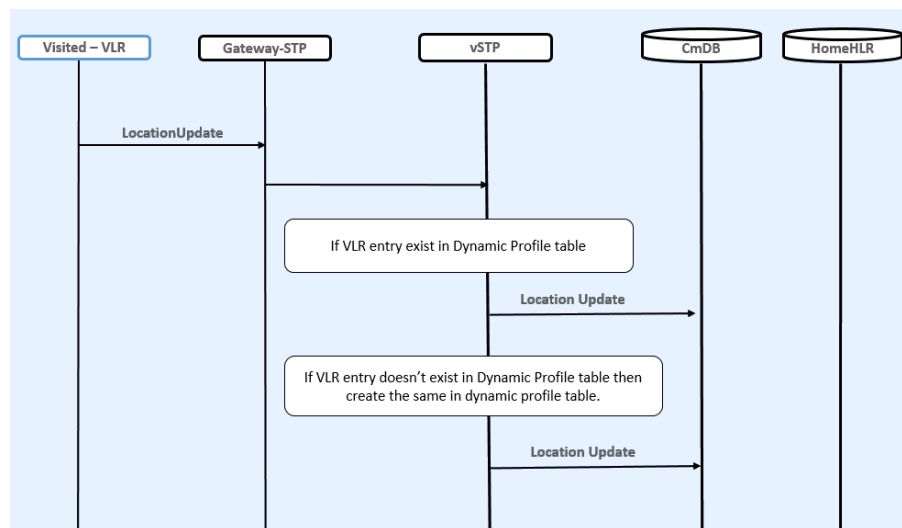 Visited – VLR
Gateway-STP
vSTP
CmDB
HomeHLR
LocationUpdate
If VLR entry exist in Dynamic Profile table
Location Update
If VLR entry doesn’t exist in Dynamic Profile table then
create the same in dynamic profile table.
Location Update